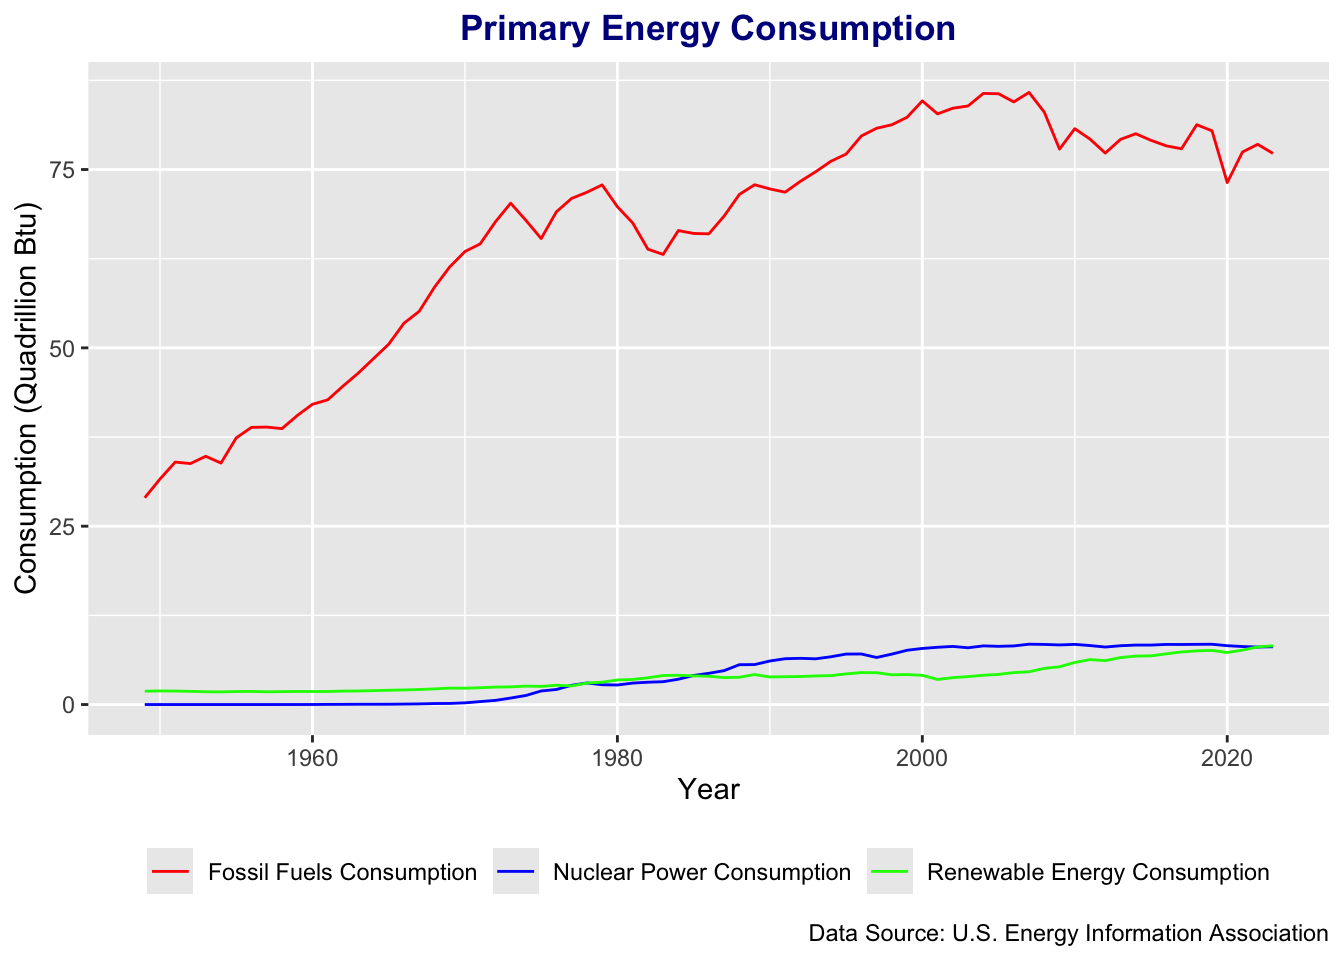 Primary Energy Consumption
Consumption (Quadrillion Btu)
75
50
25
0
1960 1980 2000 2020
Year
Fossil Fuels Consumption Nuclear Power Consumption Renewable Energy Consumption
Data Source: U.S. Energy Information Association